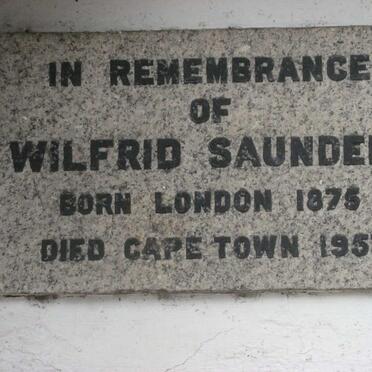 IN REMEMBRANCE
OF
WILFRID
BORN LONDON 1875
DIED CAPE TOWN